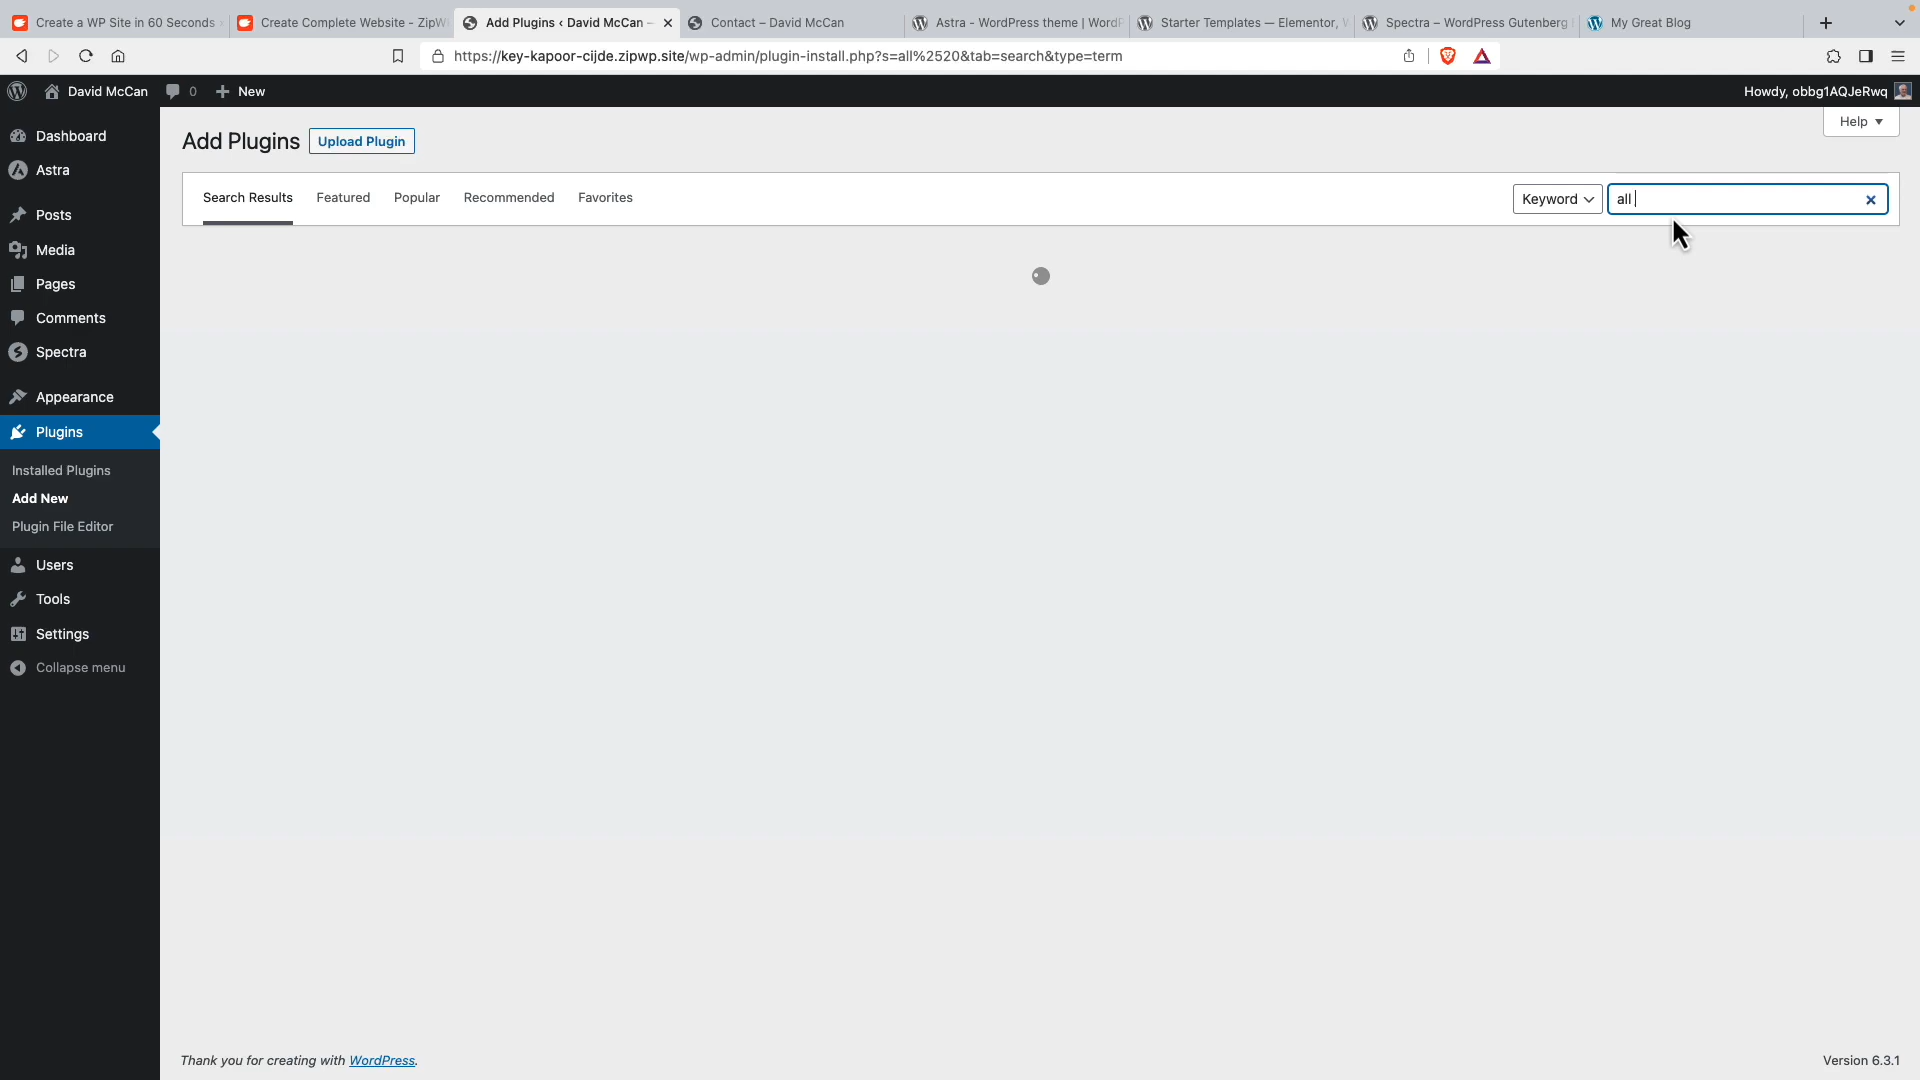 Create a WP Site in 60 Seconds
Create Complete Website - ZipW
Add Plugins ‹ David McCan –
Contact – David McCan
Astra - WordPress theme | Word
Starter Templates — Elementor, W
Spectra – WordPress Gutenberg
My Great Blog
https://key-kapoor-cijde.zipwp.site/wp-admin/plugin-install.php?s=all%2520&tab=search&type=term
David McCan
0
New
Howdy, obbg1AQJeRwq
Dashboard
Astra
Posts
Media
Pages
Comments
Spectra
Appearance
Plugins
Installed Plugins
Add New
Plugin File Editor
Users
Tools
Settings
Collapse menu
Help
Add Plugins
Upload Plugin
Search Results
Featured
Popular
Recommended
Favorites
Keyword
all
Thank you for creating with WordPress.
Version 6.3.1